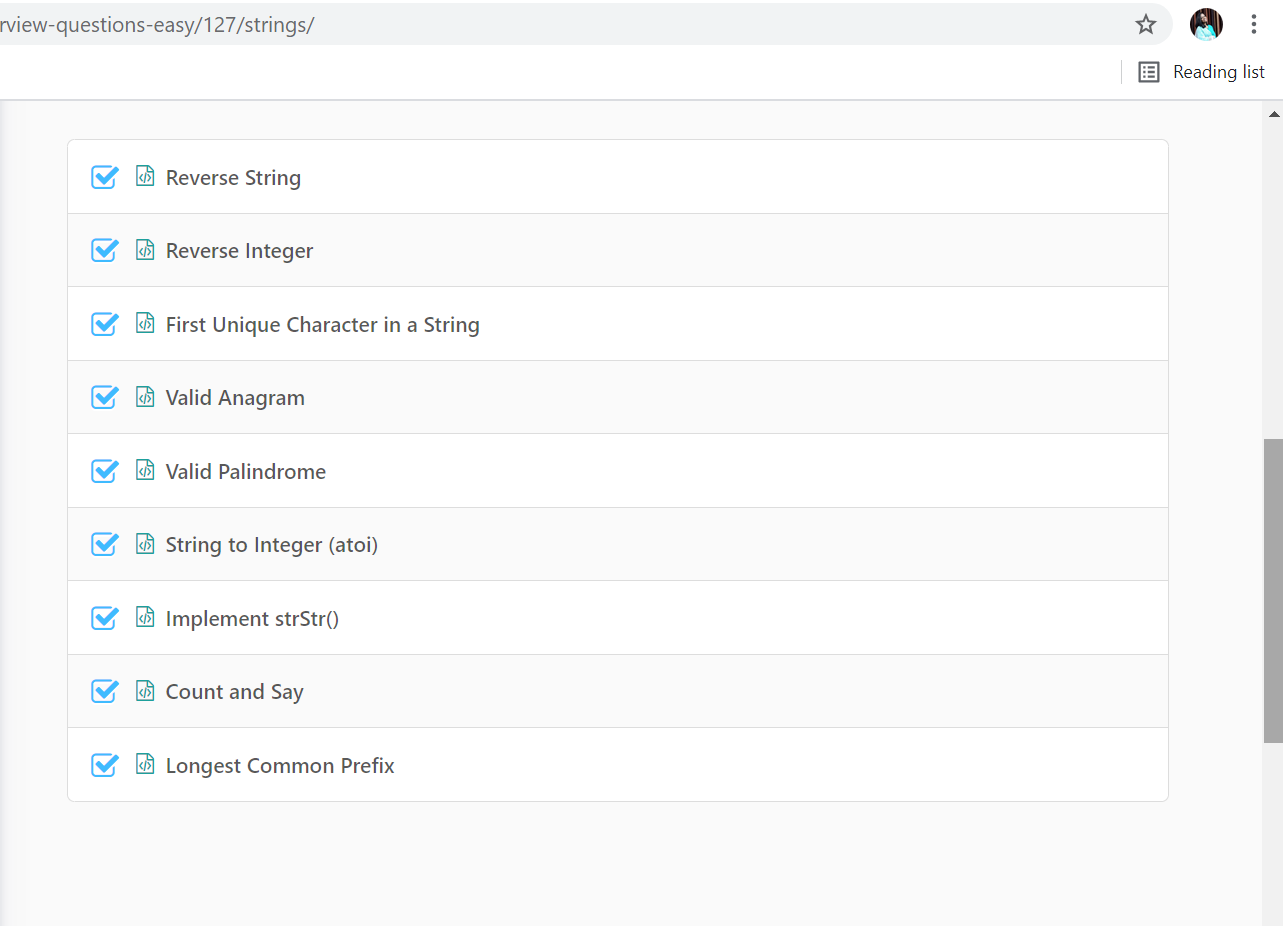 rview-questions-easy/127/strings/
Reading list
Reverse String
Reverse Integer
First Unique Character in a String
Valid Anagram
Valid Palindrome
String to Integer (atoi)
Implement strStr()
Count and Say
Longest Common Prefix